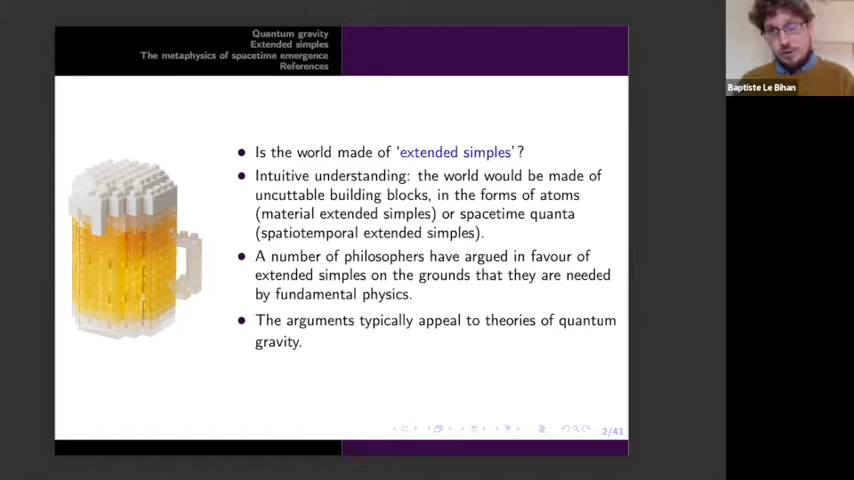 Quantum gravity
Extended simples
The metaphysics of spacetime emergence
References
Baptiste Le Bihan
• Is the world made of ‘extended simples’?
• Intuitive understanding: the world would be made of
uncuttable building blocks, in the forms of atoms
(material extended simples) or spacetime quanta
(spatiotemporal extended simples).
• A number of philosophers have argued in favour of
extended simples on the grounds that they are needed
by fundamental physics.
• The arguments typically appeal to theories of quantum
gravity.
2/41